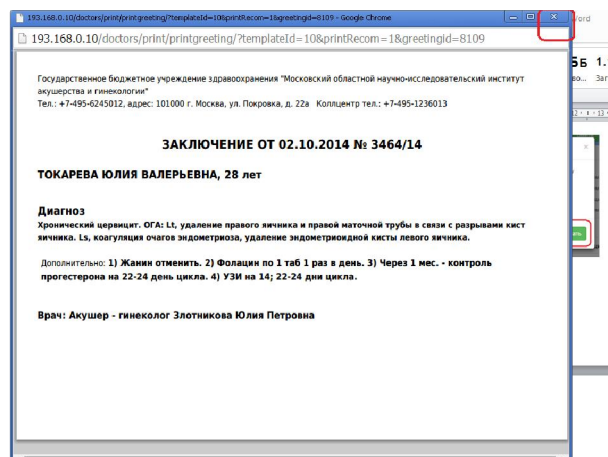 193.168.0.10/doctors/print/printgreeting/?templateId=10&printRecom=1&greetingid=8109 - Google Chrome
193.168.0.10/doctors/print/printgreeting/?templateId=10&printRecom=1&greetingid=8109
Государственное бюджетное учреждение здравоохранения "Московский областной научно-исследовательский институт
акушерства и гинекологии"
Тел.: +7-495-6245012, адрес: 101000 г. Москва, ул. Покровка, д. 22а Коллцентр тел.: +7-495-1236013
ЗАКЛЮЧЕНИЕ ОТ 02.10.2014 № 3464/14
ТОКАРЕВА ЮЛИЯ ВАЛЕРЬЕВНА, 28 лет
Диагноз
Хронический цервицит. ОГА: Lt, удаление правого яичника и правой маточной трубы в связи с разрывами кист
яичника. Ls, коагуляция очагов эндометриоза, удаление эндометриоидной кисты левого яичника.
Дополнительно: 1) Жанин отменить. 2) Фолацин по 1 таб 1 раз в день. 3) Через 1 мес. - контроль
прогестерона на 22-24 день цикла. 4) УЗИ на 14; 22-24 дни цикла.
Врач: Акушер - гинеколог Злотникова Юлия Петровна